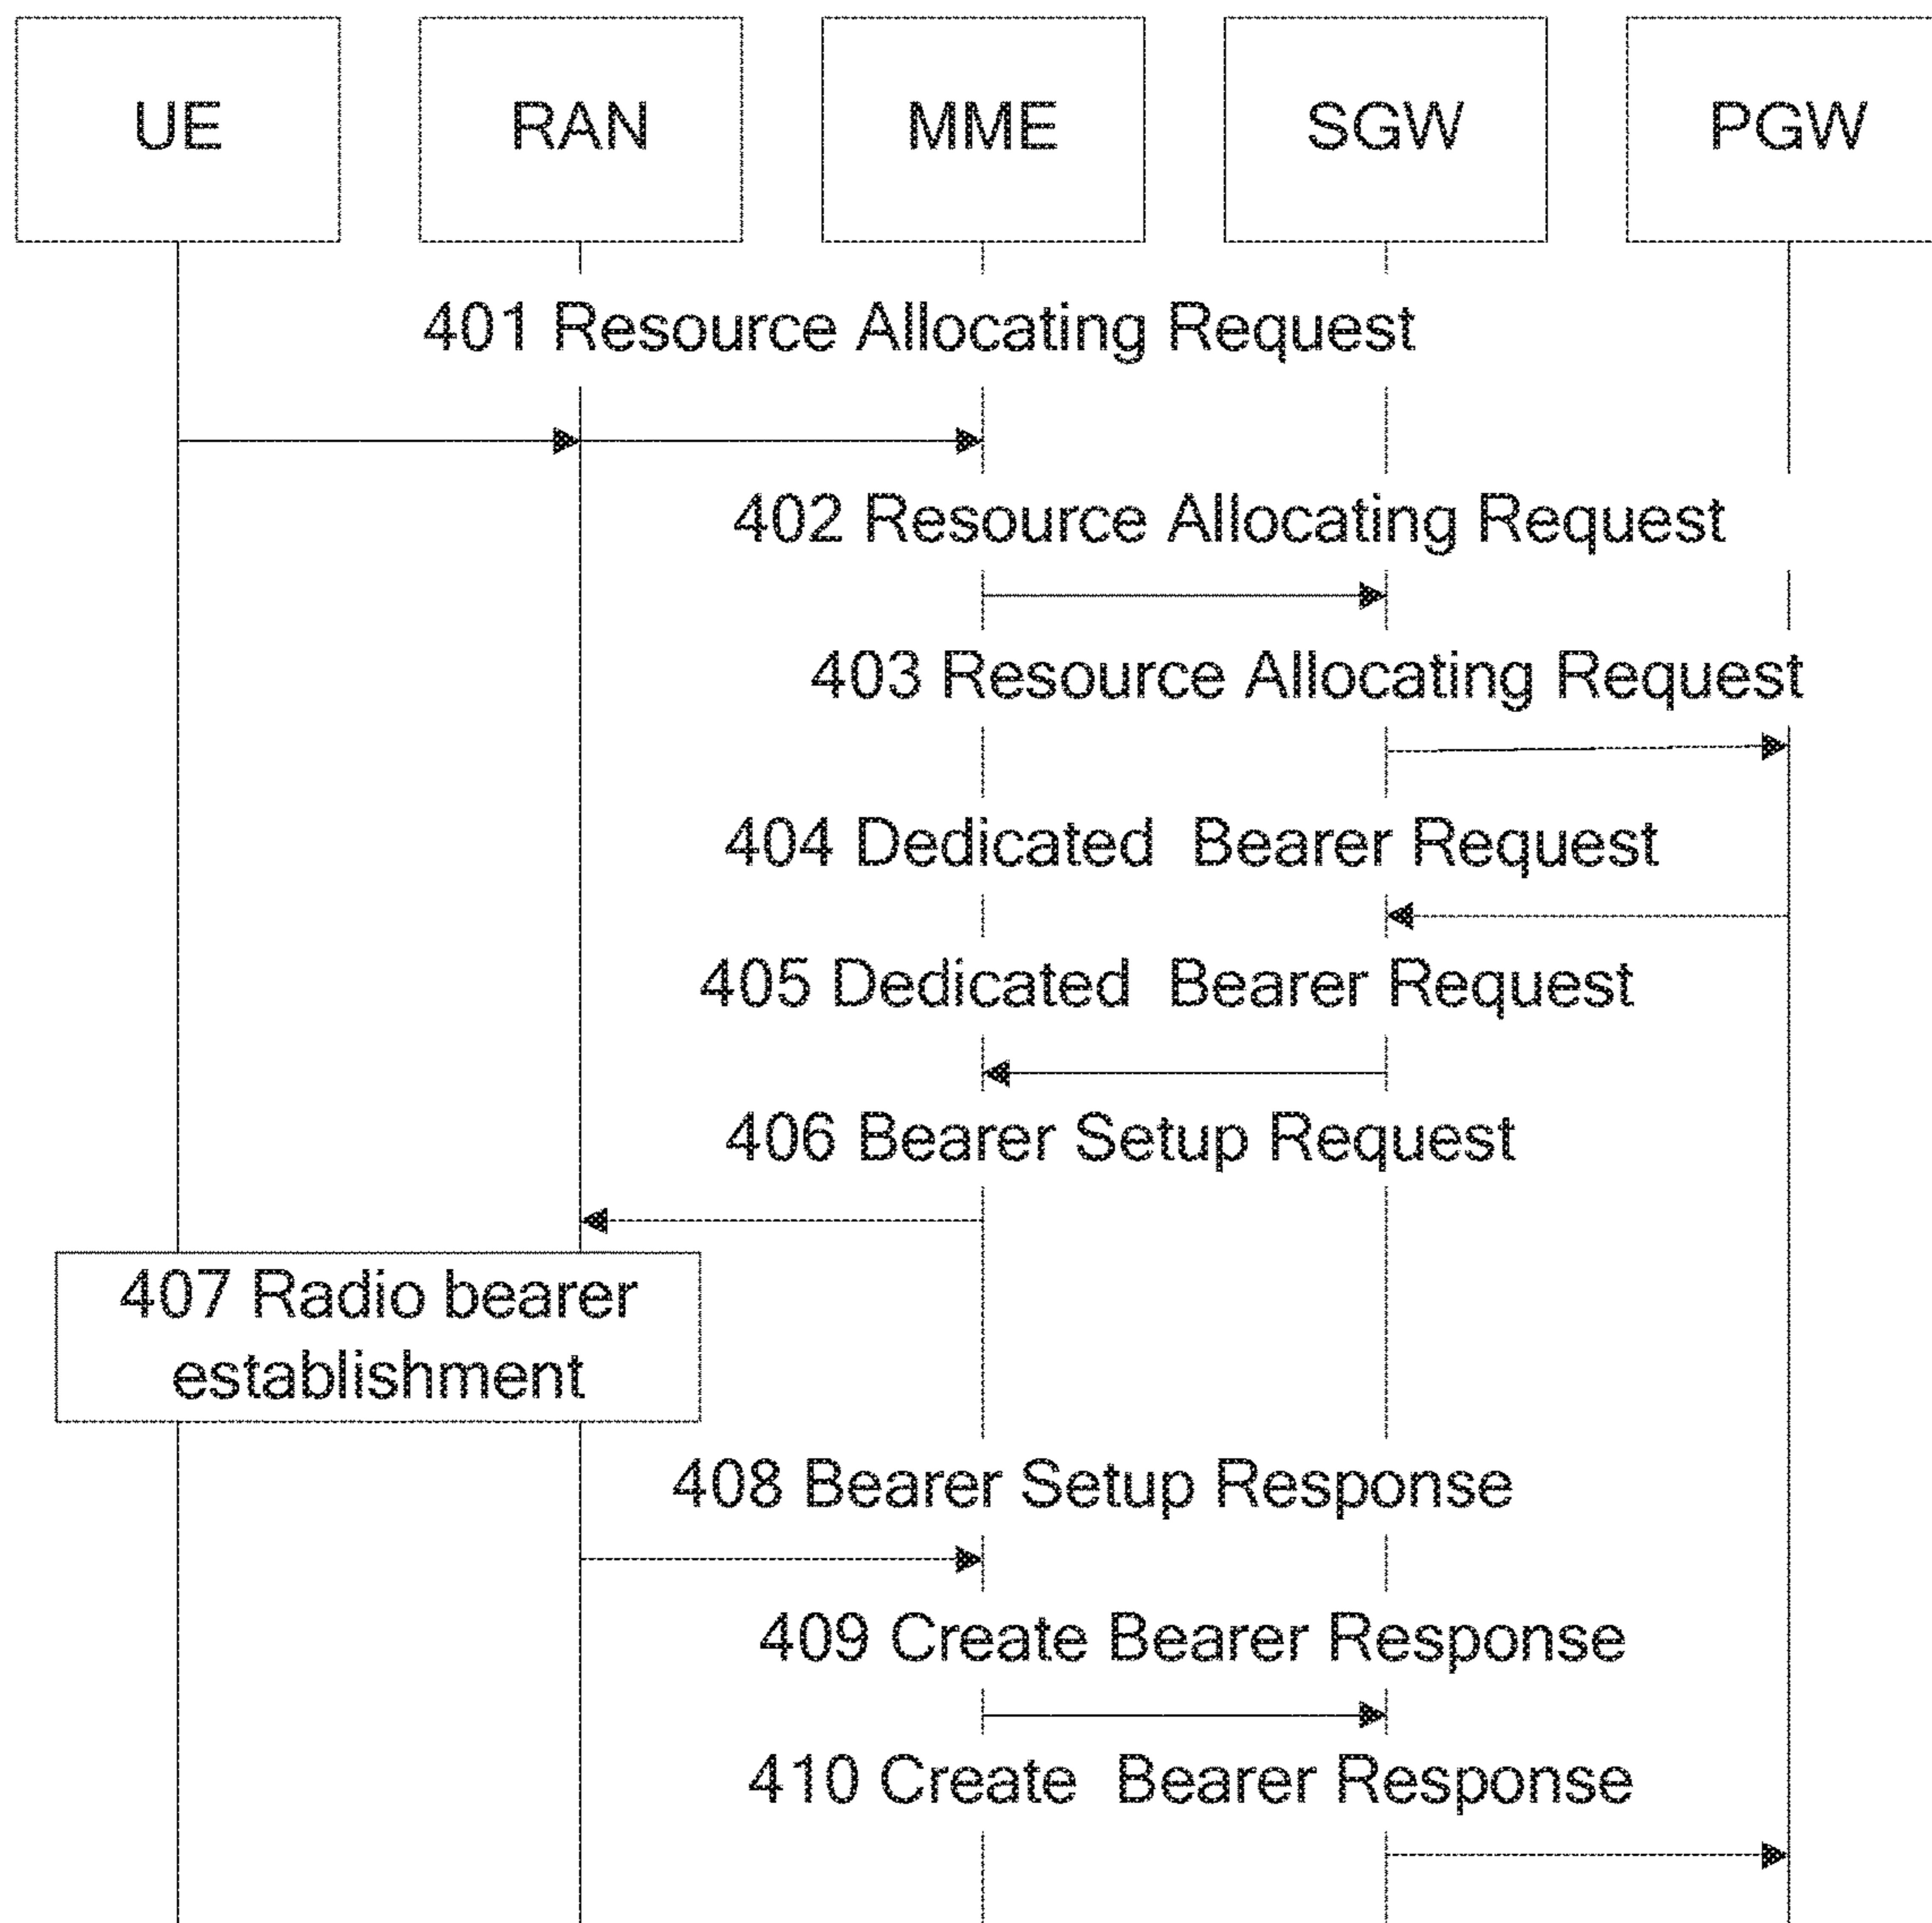 UE
RAN
MME
SGW
PGW
401 Resource Allocating Request
402 Resource Allocating Request
403 Resource Allocating Request
404 Dedicated Bearer Request
405 Dedicated Bearer Request
406 Bearer Setup Request
407 Radio bearer
establishment
408 Bearer Setup Response
409 Create Bearer Response
410 Create Bearer Response